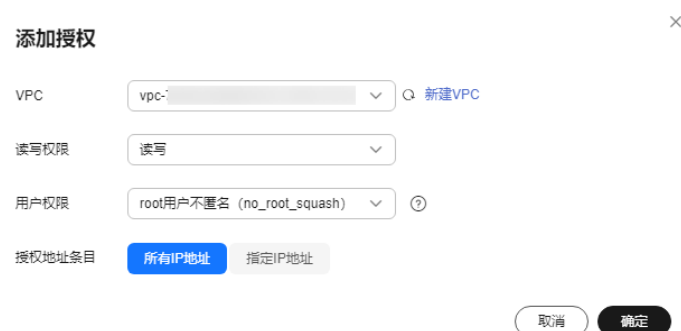 添加授权
VPC vpc- 新建VPC
读写权限 读写
用户权限 root用户不匿名（no_root_squash） ?
授权地址条目 所有IP地址 指定IP地址
取消 确定